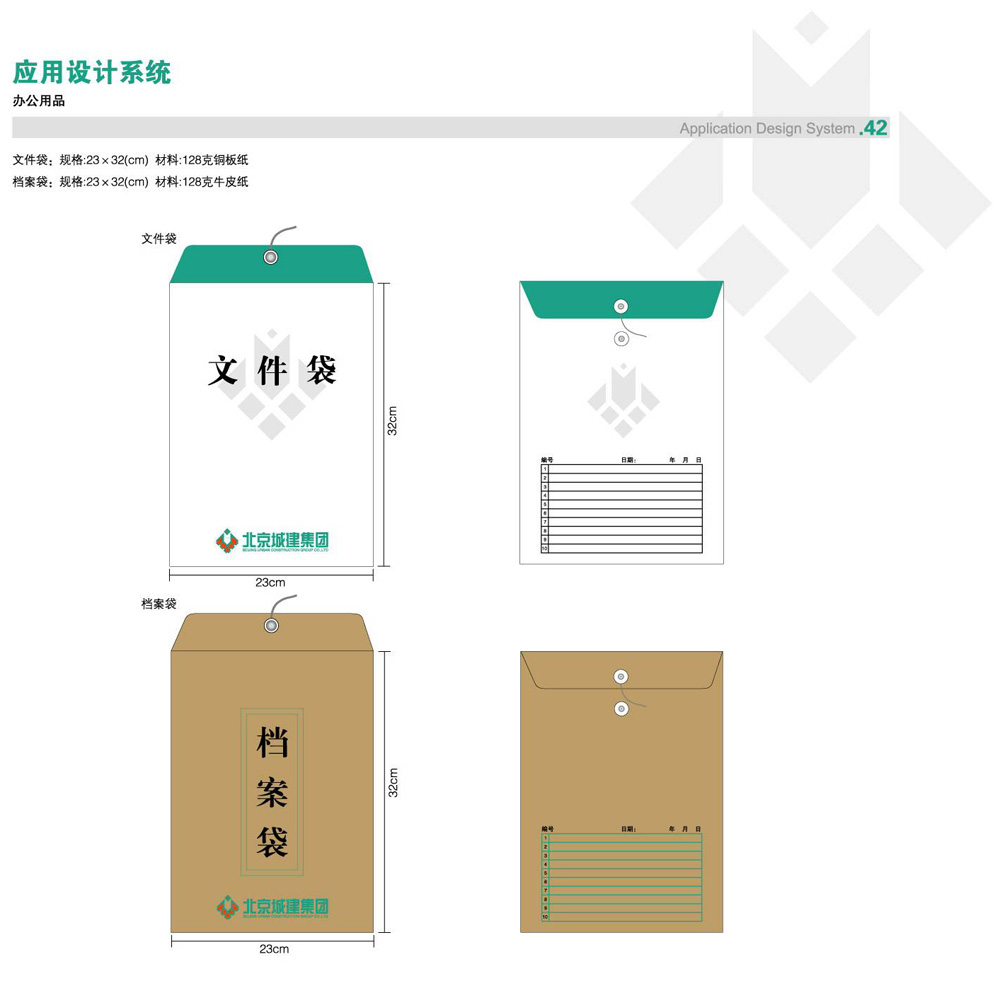 应用设计系统
办公用品
Application Design System .42
文件袋：规格:23×32(cm) 材料:128克铜板纸
档案袋：规格:23×32(cm) 材料:128克牛皮纸
文件袋
文件袋
32cm
北京城建集团
BEIJING URBAN CONSTRUCTION GROUP CO.,LTD
23cm
编号 日期： 年 月 日
1
2
3
4
5
6
7
8
9
10
档案袋
档案袋
32cm
北京城建集团
BEIJING URBAN CONSTRUCTION GROUP CO.,LTD
23cm
编号 日期： 年 月 日
1
2
3
4
5
6
7
8
9
10